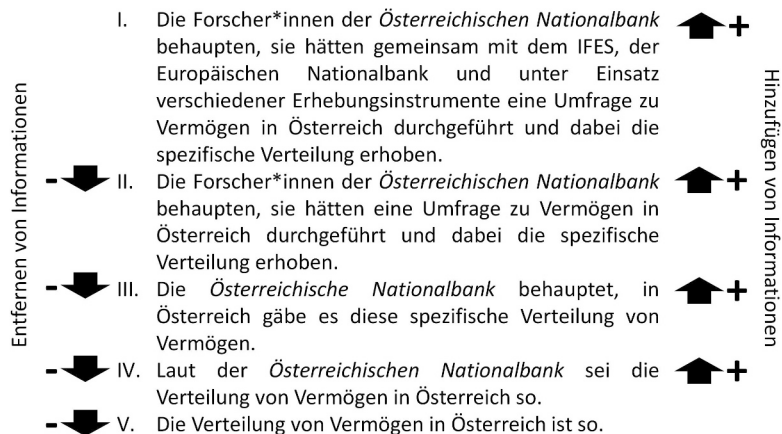 I. Die Forscher*innen der Österreichischen Nationalbank
behaupten, sie hätten gemeinsam mit dem IFES, der
Europäischen Nationalbank und unter Einsatz
verschiedener Erhebungsinstrumente eine Umfrage zu
Vermögen in Österreich durchgeführt und dabei die
spezifische Verteilung erhoben.
II. Die Forscher*innen der Österreichischen Nationalbank
behaupten, sie hätten eine Umfrage zu Vermögen in
Österreich durchgeführt und dabei die spezifische
Verteilung erhoben.
III. Die Österreichische Nationalbank behauptet, in
Österreich gäbe es diese spezifische Verteilung von
Vermögen.
IV. Laut der Österreichischen Nationalbank sei die
Verteilung von Vermögen in Österreich so.
V. Die Verteilung von Vermögen in Österreich ist so.
Entfernen von Informationen
Hinzufügen von Informationen